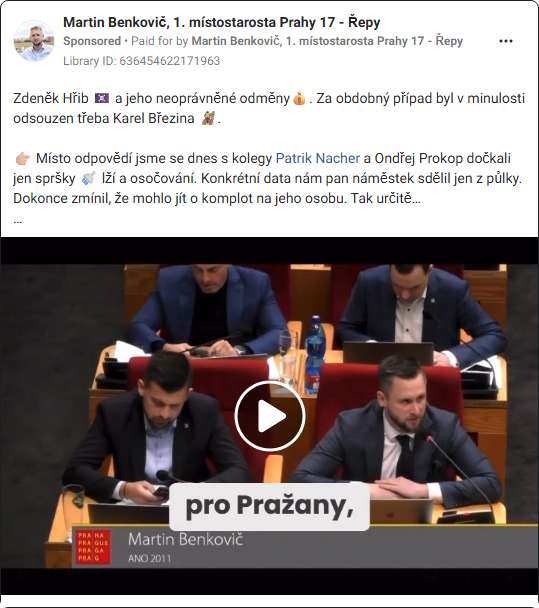 Martin Benkovič, 1. místostarosta Prahy 17 - Řepy
Sponsored • Paid for by Martin Benkovič, 1. místostarosta Prahy 17 - Řepy
Library ID: 636454622171963
Zdeněk Hřib 🏴‍☠️ a jeho neoprávněné odměny💰. Za obdobný případ byl v minulosti
odsouzen třeba Karel Březina 🧸.
👉🏼 Místo odpovědí jsme se dnes s kolegy Patrik Nacher a Ondřej Prokop dočkali
jen spršky 🚿 lží a osočování. Konkrétní data nám pan náměstek sdělil jen z půlky.
Dokonce zmínil, že mohlo jít o komplot na jeho osobu. Tak určitě…
...
pro Pražany,
PRA HA
PRA GUE
PRA GA
PRA G
Martin Benkovič
ANO 2011